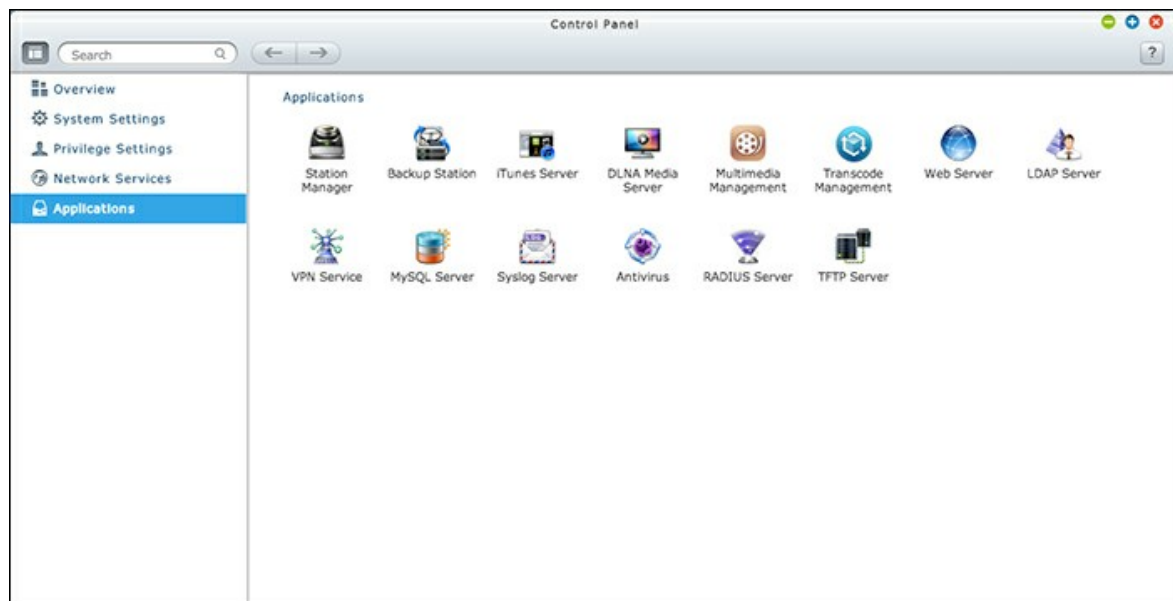 Control Panel
Search
?
Overview
System Settings
Privilege Settings
Network Services
Applications
Applications
Station Manager
Backup Station
iTunes Server
DLNA Media Server
Multimedia Management
Transcode Management
Web Server
LDAP Server
VPN Service
MySQL Server
Syslog Server
Antivirus
RADIUS Server
TFTP Server